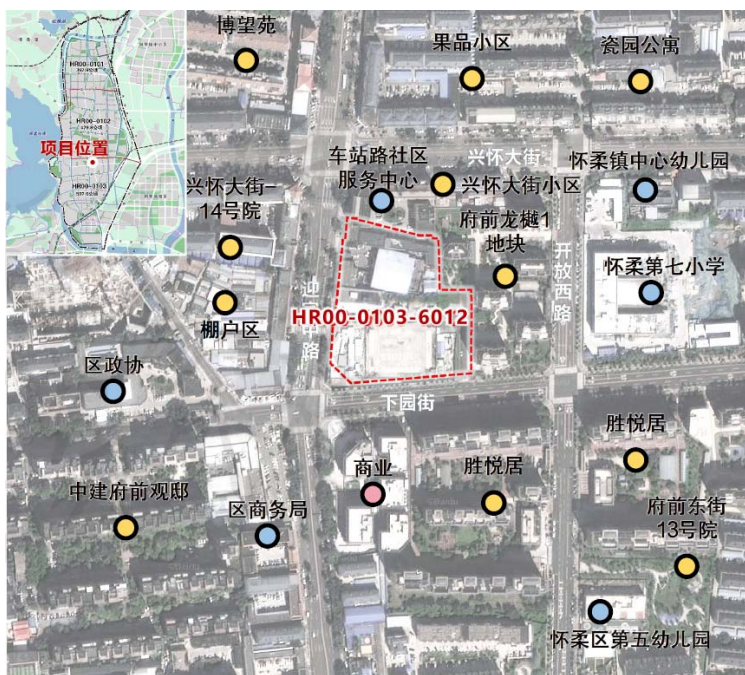 博望苑
果品小区
瓷园公寓
HR00-0101
HR00-0102
项目位置
HR00-0103
兴怀大街
车站路社区
服务中心
兴怀大街小区
怀柔镇中心幼儿园
兴怀大街-
14号院
府前龙樾1
地块
开放西路
怀柔第七小学
HR00-0103-6012
棚户区
区政协
下园街
胜悦居
商业
胜悦居
中建府前观邸
区商务局
府前东街
13号院
怀柔区第五幼儿园